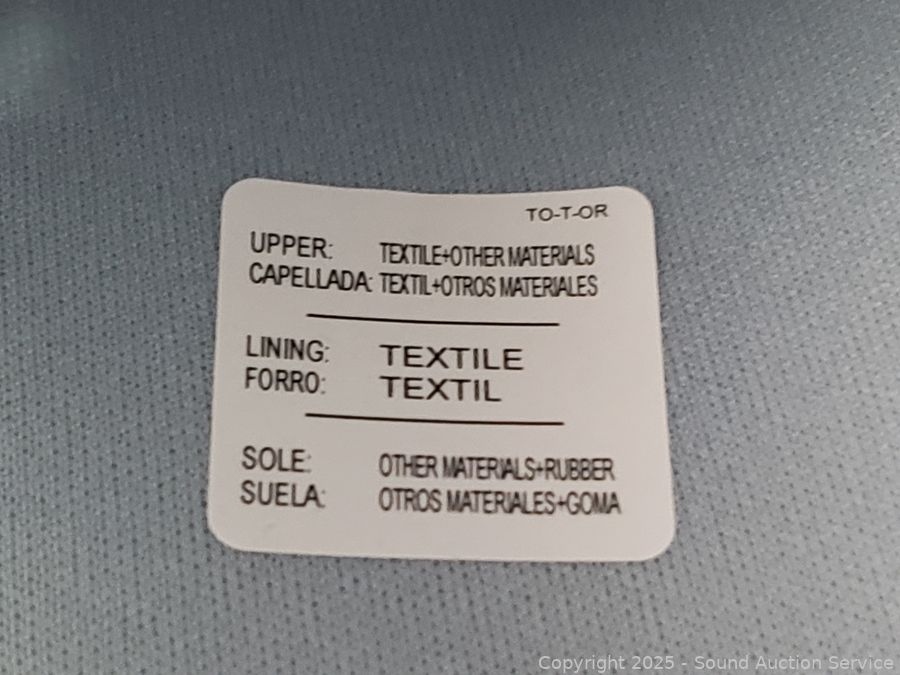 TO-T-OR
UPPER: TEXTILE+OTHER MATERIALS
CAPELLADA: TEXTIL+OTROS MATERIALES
LINING: TEXTILE
FORRO: TEXTIL
SOLE: OTHER MATERIALS+RUBBER
SUELA: OTROS MATERIALES+GOMA
Copyright 2025 - Sound Auction Service